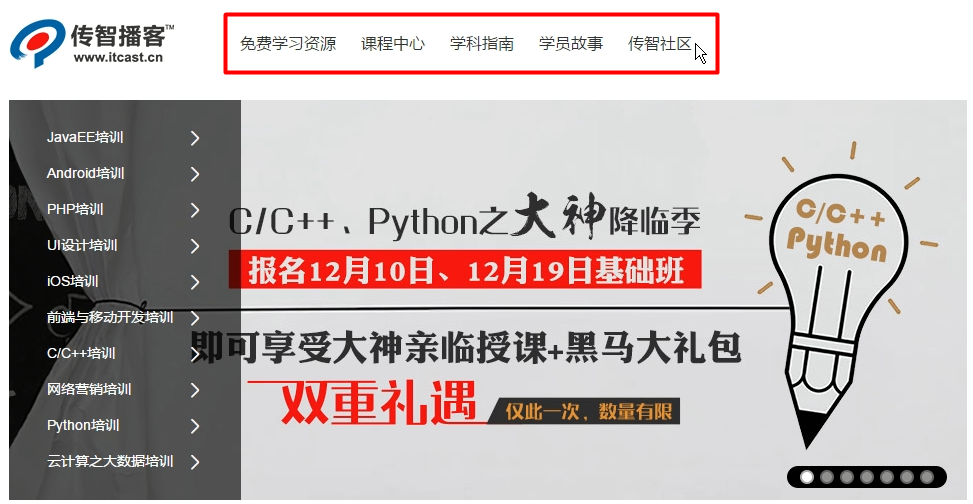 传智播客™
www.itcast.cn
免费学习资源 课程中心 学科指南 学员故事 传智社区
JavaEE培训
Android培训
PHP培训
UI设计培训
iOS培训
前端与移动开发培训
C/C++培训
网络营销培训
Python培训
云计算之大数据培训
C/C++、Python之大神降临季
报名12月10日、12月19日基础班
即可享受大神亲临授课+黑马大礼包
双重礼遇 仅此一次，数量有限
C/C++
Python